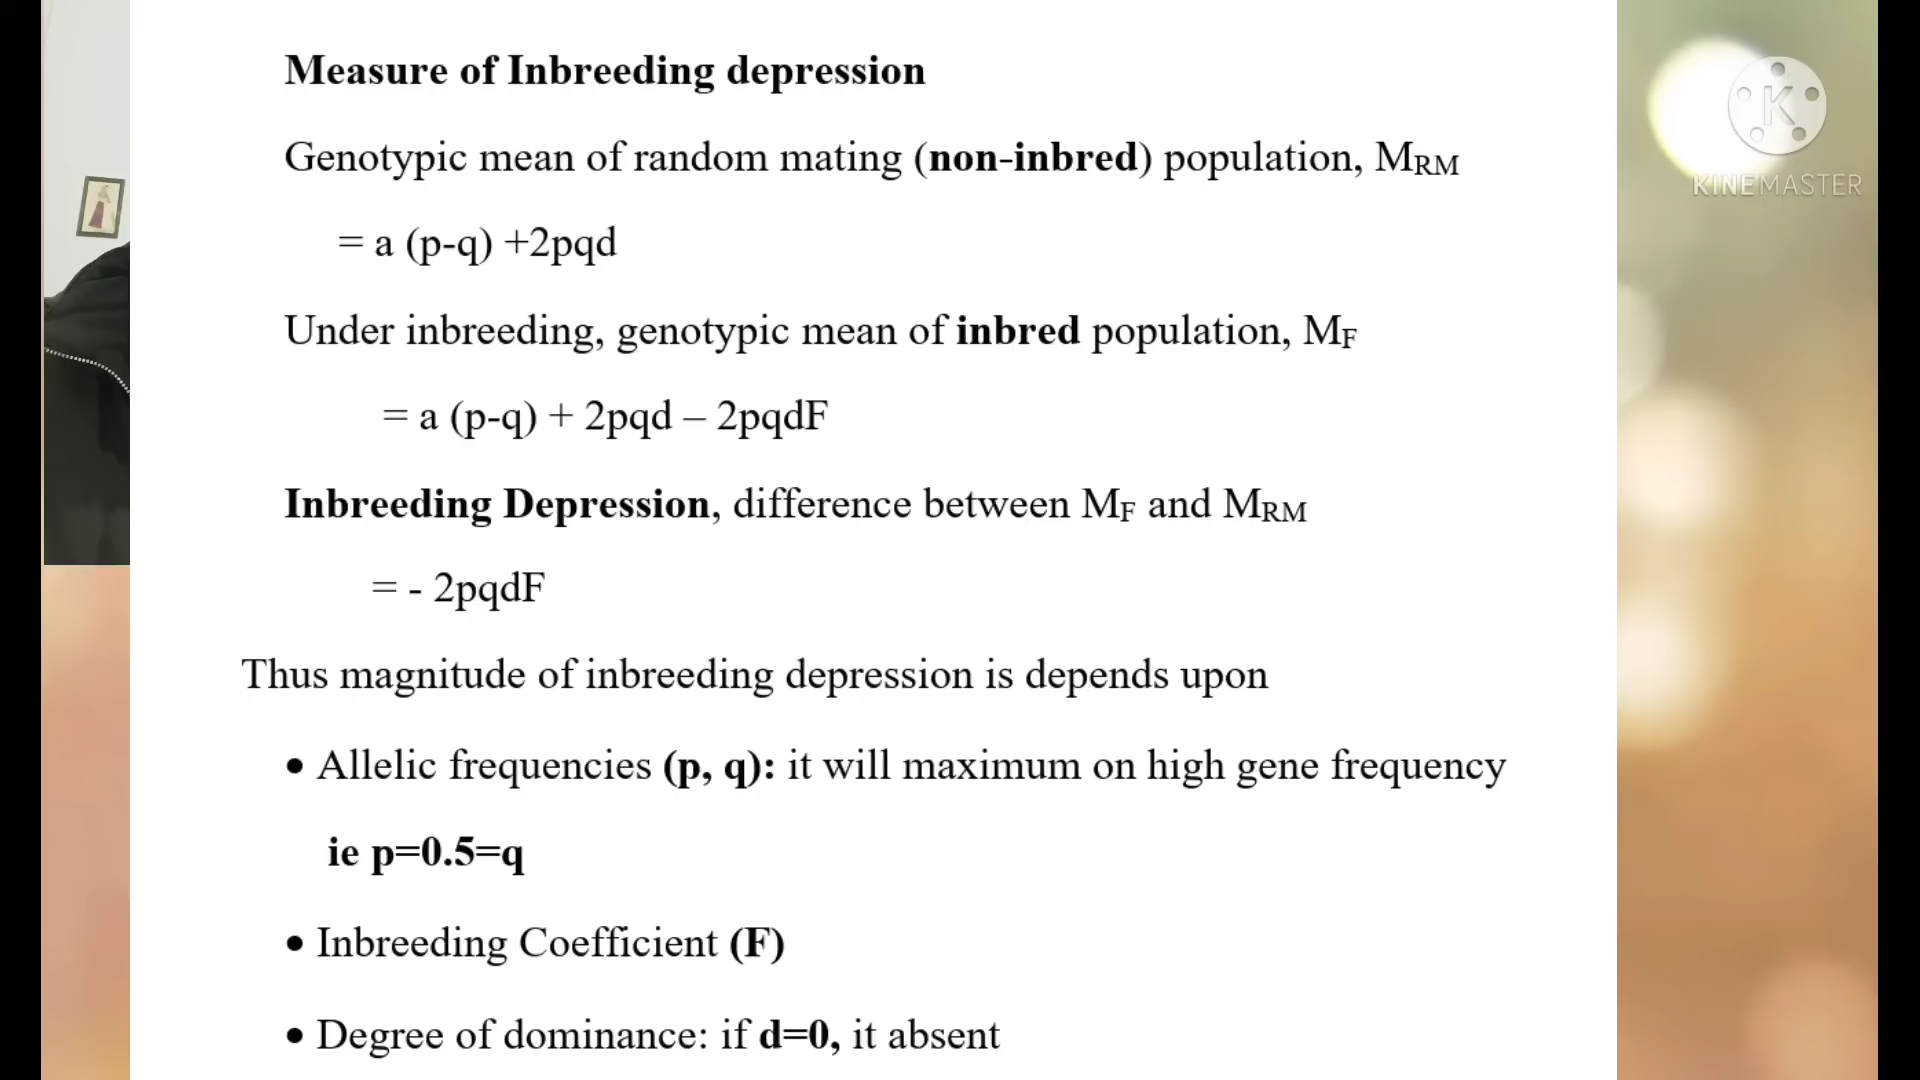 Measure of Inbreeding depression
Genotypic mean of random mating (non-inbred) population, MRM
= a (p-q) +2pqd
Under inbreeding, genotypic mean of inbred population, MF
= a (p-q) + 2pqd – 2pqdF
Inbreeding Depression, difference between MF and MRM
= - 2pqdF
Thus magnitude of inbreeding depression is depends upon
• Allelic frequencies (p, q): it will maximum on high gene frequency
ie p=0.5=q
• Inbreeding Coefficient (F)
• Degree of dominance: if d=0, it absent
K
KINEMASTER